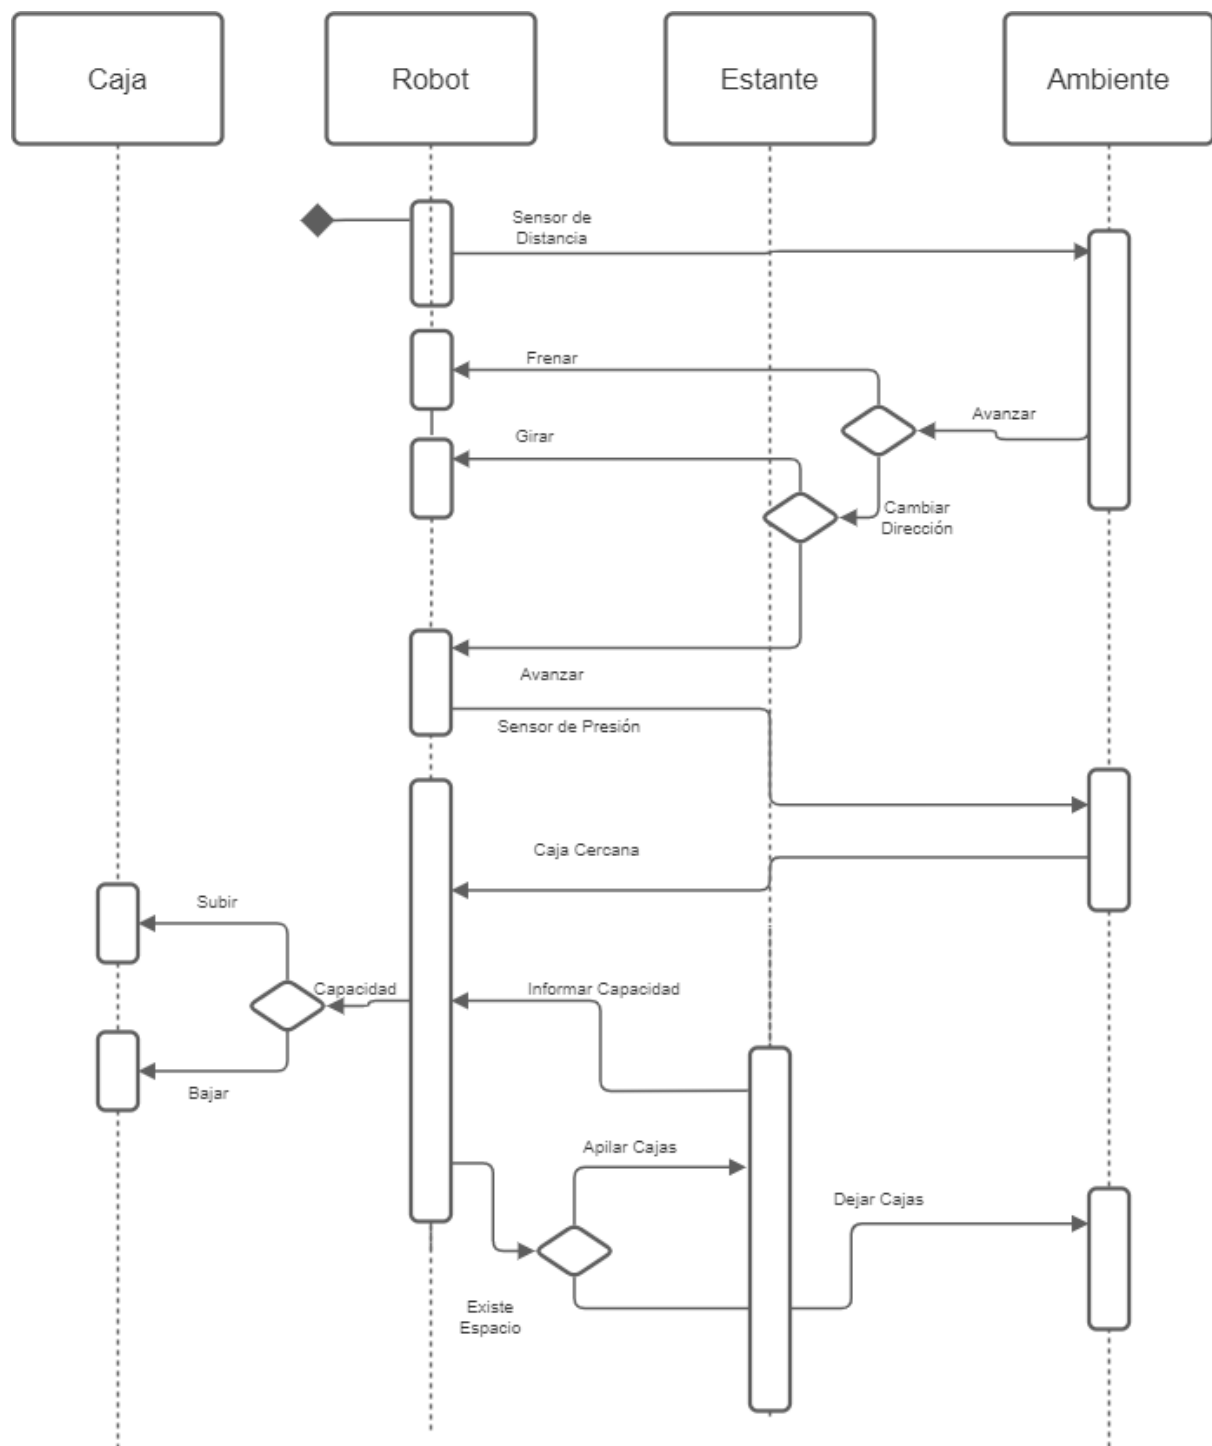 Caja
Robot
Estante
Ambiente
Sensor de
Distancia
Frenar
Avanzar
Girar
Cambiar
Dirección
Avanzar
Sensor de Presión
Caja Cercana
Subir
Capacidad
Informar Capacidad
Bajar
Apilar Cajas
Dejar Cajas
Existe
Espacio